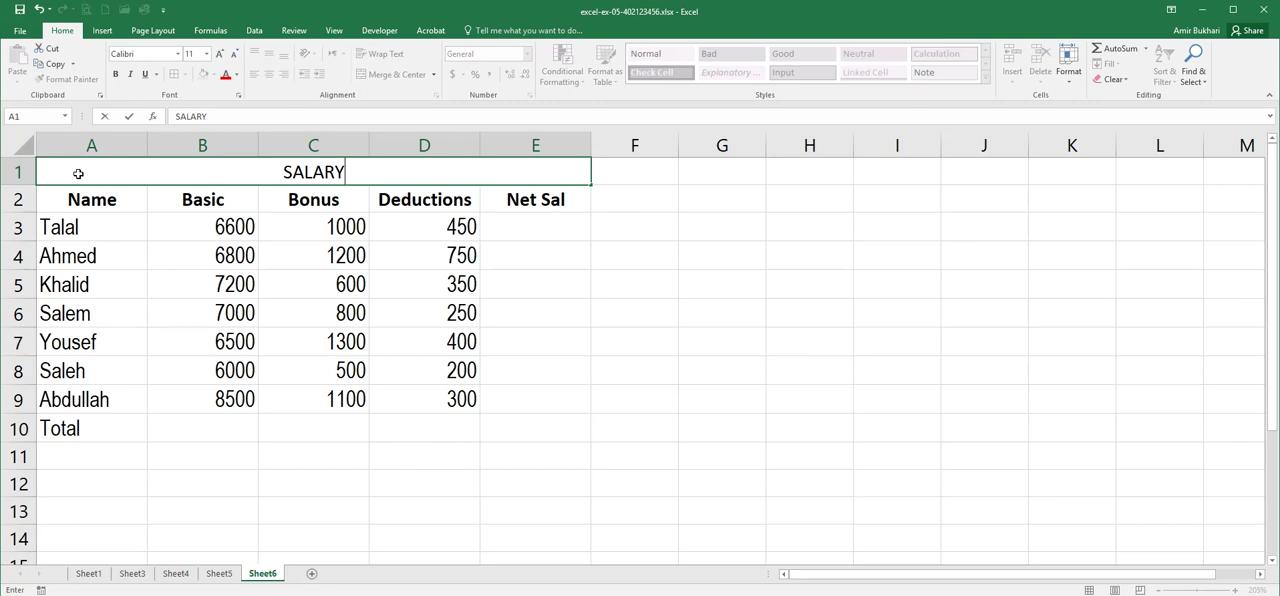 excel-ex-05-402123456.xlsx - Excel
File Home Insert Page Layout Formulas Data Review View Developer Acrobat Tell me what you want to do... Amir Bukhari Share
Paste Cut Copy Format Painter
Clipboard
Calibri 11 B I U A
Font
Wrap Text Merge & Center
Alignment
General $ % ,
Number
Conditional Formatting Format as Table
Normal Bad Good Neutral Calculation
Check Cell Explanatory ... Input Linked Cell Note
Styles
Insert Delete Format
Cells
AutoSum Fill Clear Sort & Filter Find & Select
Editing
A1 fx SALARY
A B C D E F G H I J K L M
1 SALARY
2 Name Basic Bonus Deductions Net Sal
3 Talal 6600 1000 450
4 Ahmed 6800 1200 750
5 Khalid 7200 600 350
6 Salem 7000 800 250
7 Yousef 6500 1300 400
8 Saleh 6000 500 200
9 Abdullah 8500 1100 300
10 Total
11
12
13
14
15
Sheet1 Sheet3 Sheet4 Sheet5 Sheet6
Enter 205%